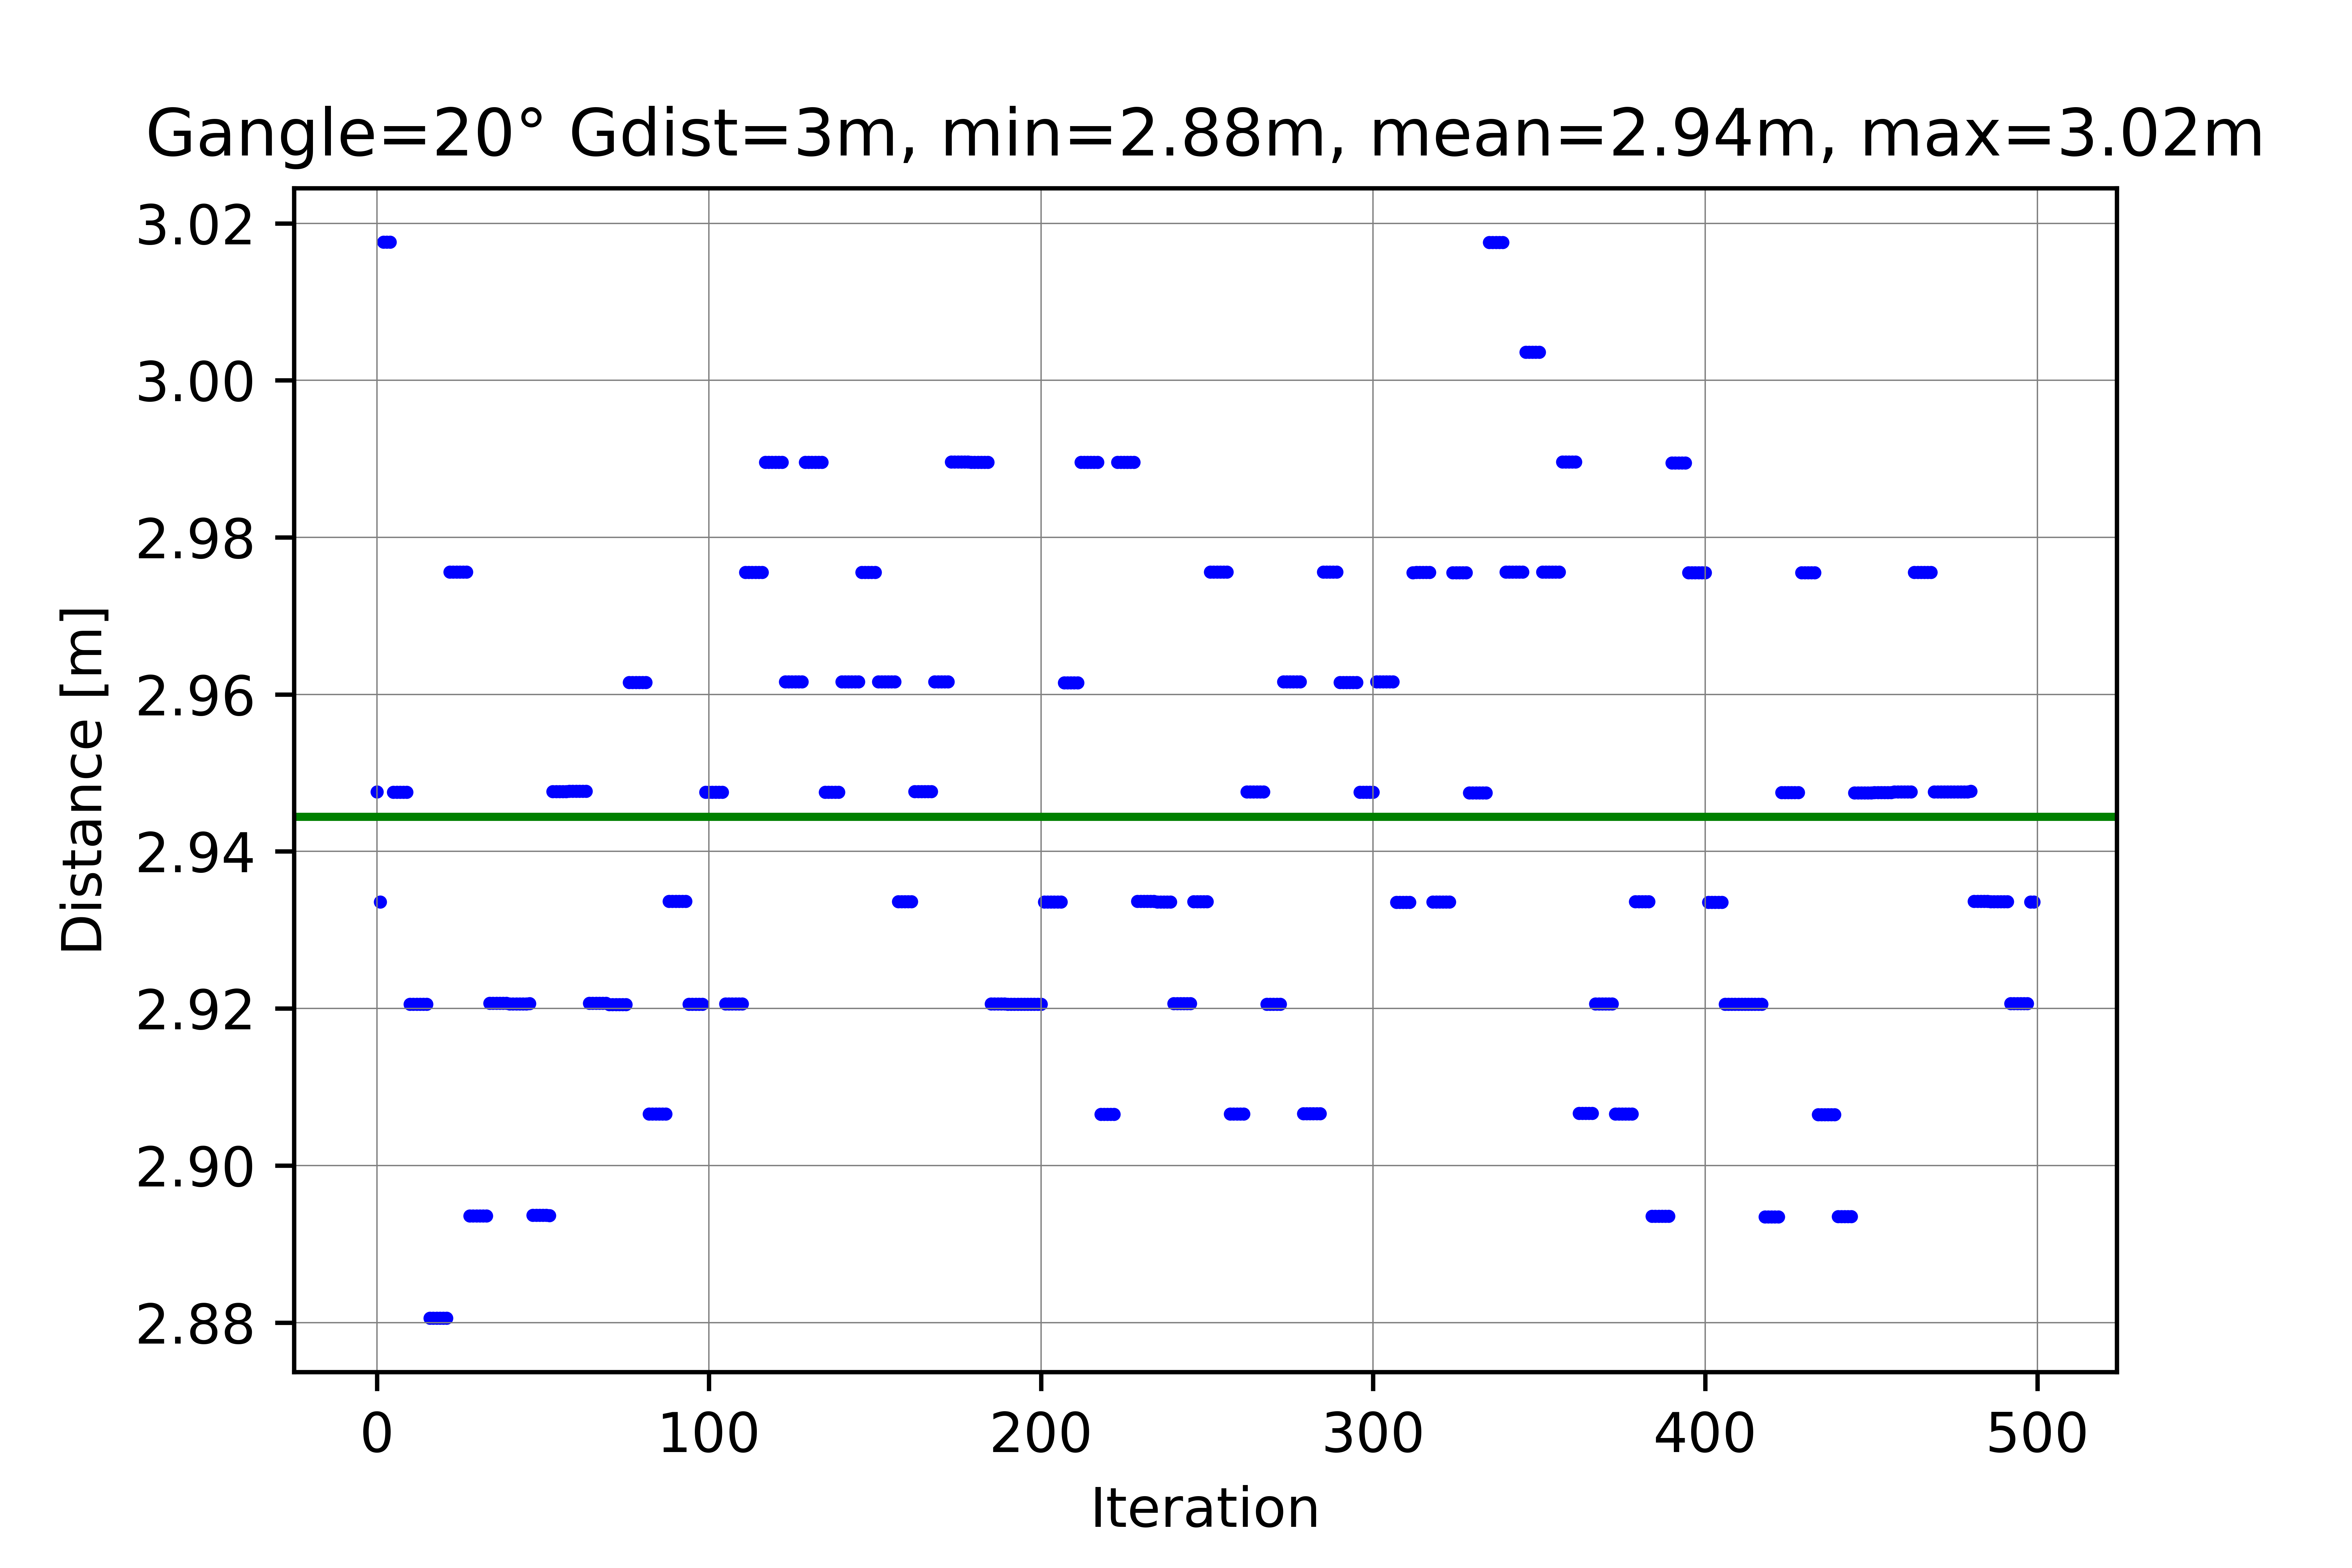 Gangle=20° Gdist=3m, min=2.88m, mean=2.94m, max=3.02m
3.02
3.00
2.98
2.96
2.94
2.92
2.90
2.88
Distance [m]
0 100 200 300 400 500
Iteration